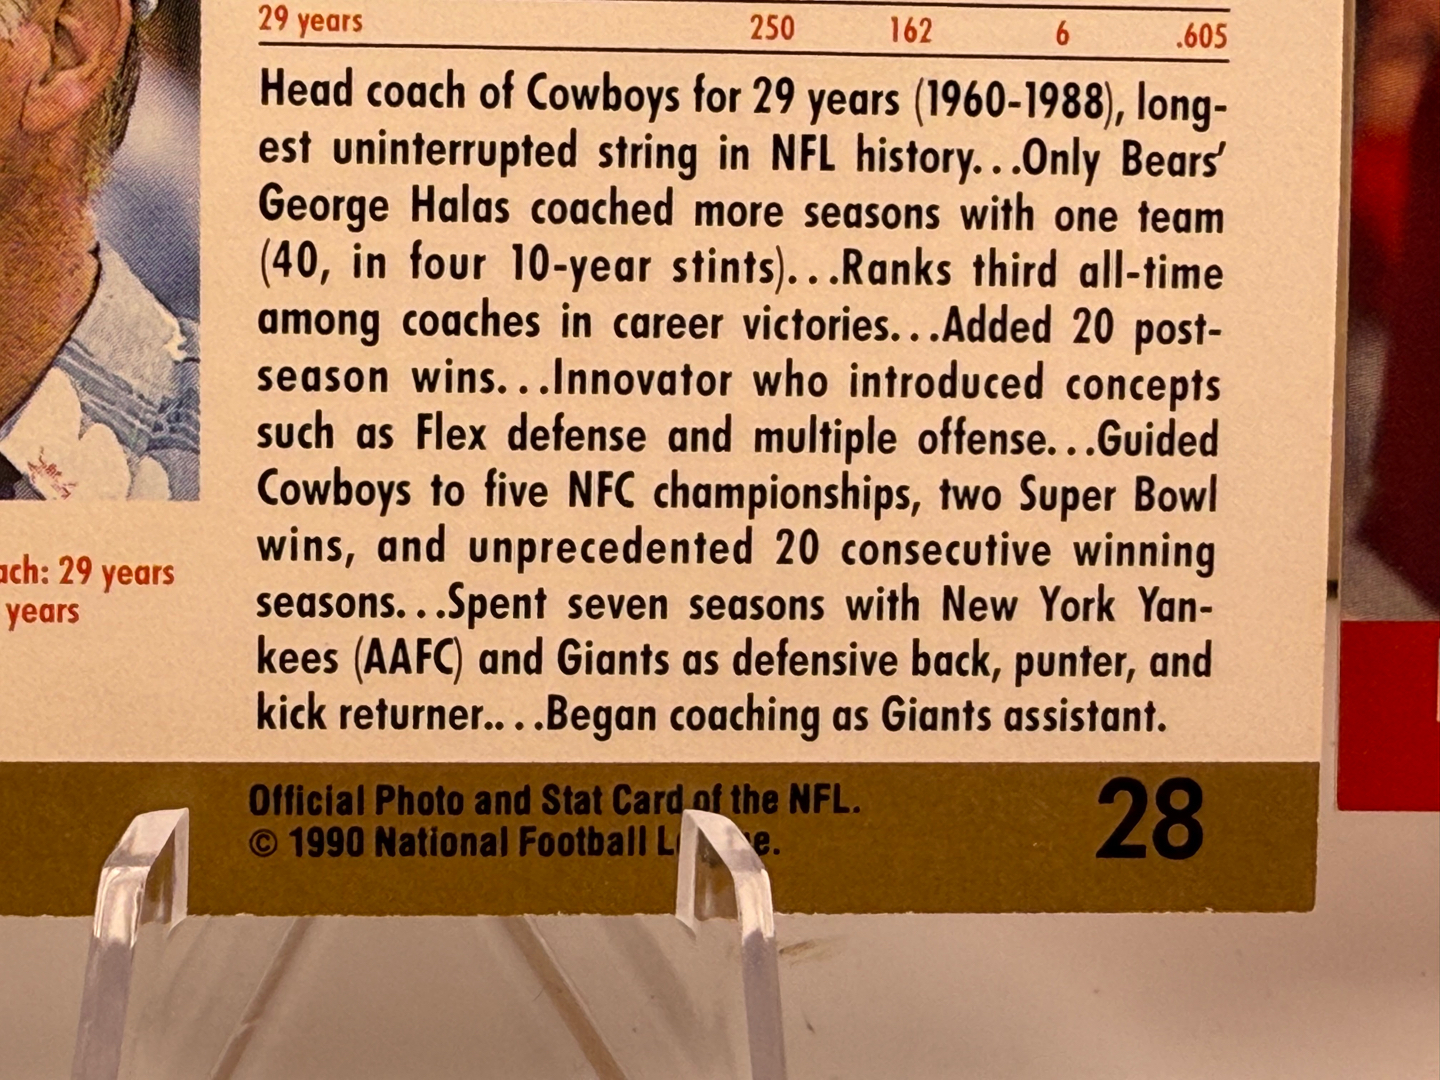 29 years 250 162 6 .605
Head coach of Cowboys for 29 years (1960-1988), long-
est uninterrupted string in NFL history...Only Bears'
George Halas coached more seasons with one team
(40, in four 10-year stints)...Ranks third all-time
among coaches in career victories...Added 20 post-
season wins...Innovator who introduced concepts
such as Flex defense and multiple offense...Guided
Cowboys to five NFC championships, two Super Bowl
wins, and unprecedented 20 consecutive winning
seasons...Spent seven seasons with New York Yan-
kees (AAFC) and Giants as defensive back, punter, and
kick returner....Began coaching as Giants assistant.
ach: 29 years
years
Official Photo and Stat Card of the NFL.
© 1990 National Football
28